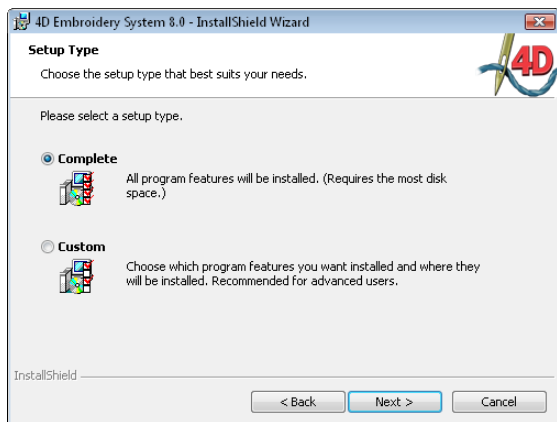 4D Embroidery System 8.0 - InstallShield Wizard
Setup Type
Choose the setup type that best suits your needs.
4D
Please select a setup type.
Complete
All program features will be installed. (Requires the most disk
space.)
Custom
Choose which program features you want installed and where they
will be installed. Recommended for advanced users.
InstallShield
< Back Next > Cancel